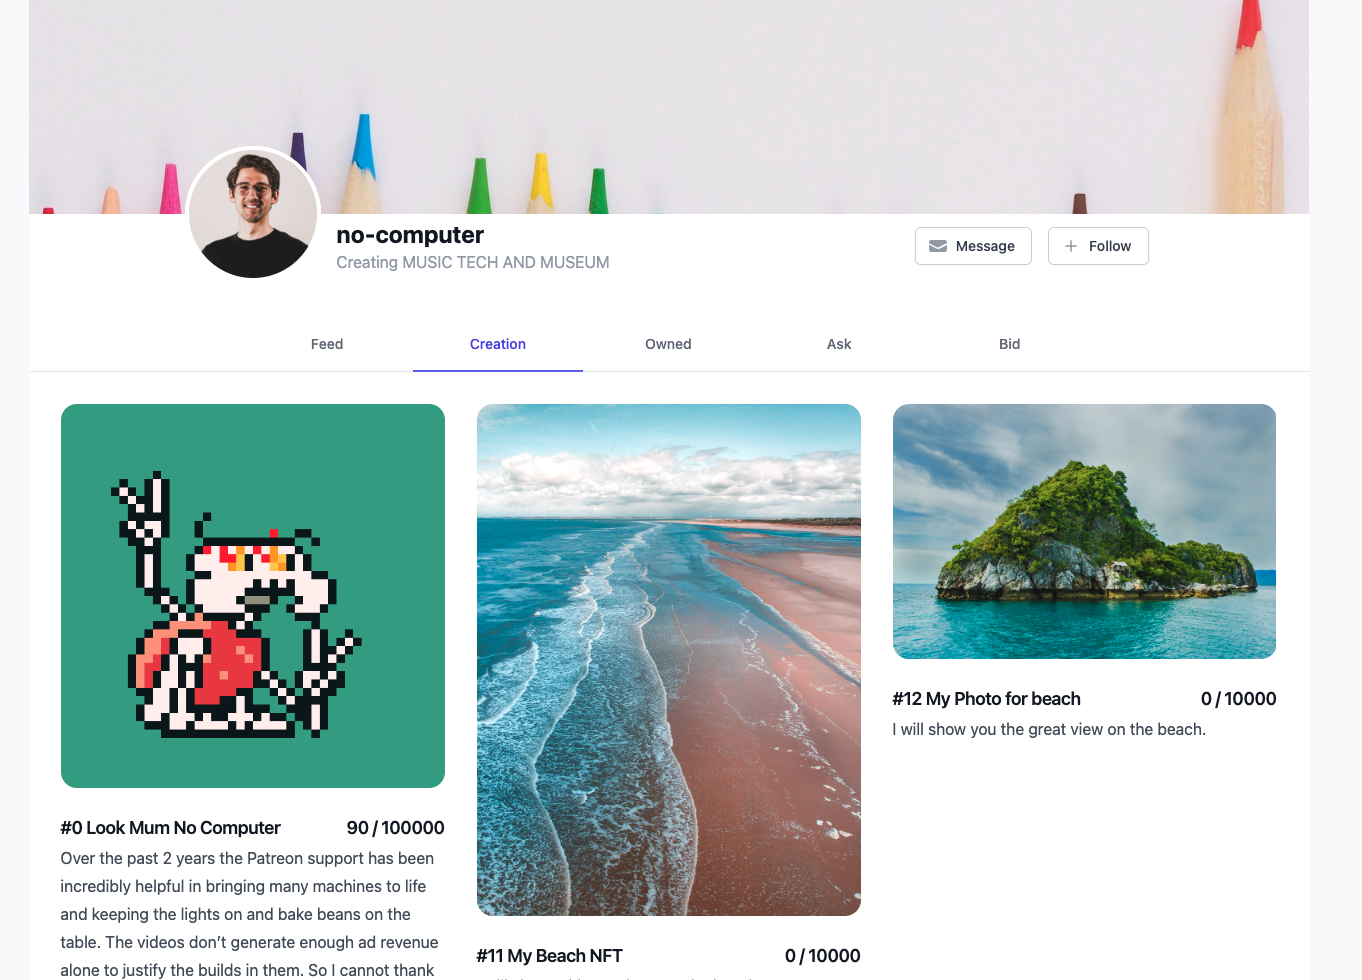 no-computer
Creating MUSIC TECH AND MUSEUM
Message
Follow
Feed
Creation
Owned
Ask
Bid
#0 Look Mum No Computer
90 / 100000
Over the past 2 years the Patreon support has been
incredibly helpful in bringing many machines to life
and keeping the lights on and bake beans on the
table. The videos don’t generate enough ad revenue
alone to justify the builds in them. So I cannot thank
#11 My Beach NFT
0 / 10000
#12 My Photo for beach
0 / 10000
I will show you the great view on the beach.